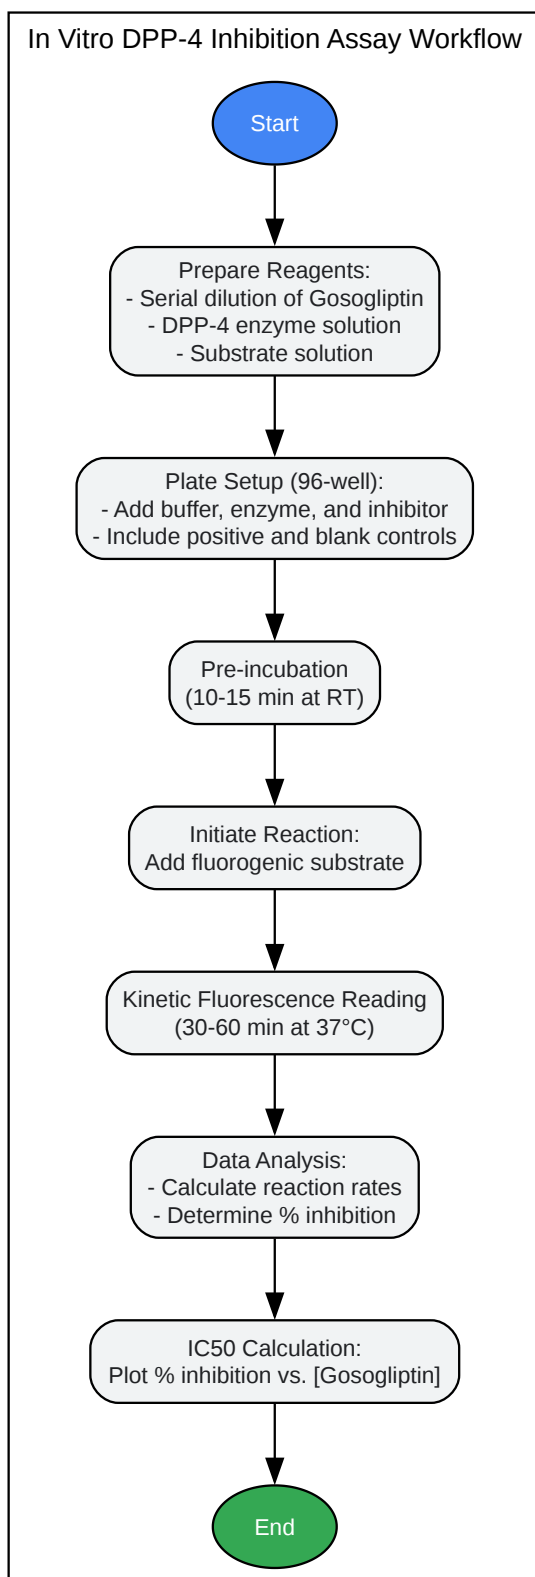 In Vitro DPP-4 Inhibition Assay Workflow
Start
Prepare Reagents:
- Serial dilution of Gosogliptin
- DPP-4 enzyme solution
- Substrate solution
Plate Setup (96-well):
- Add buffer, enzyme, and inhibitor
- Include positive and blank controls
Pre-incubation
(10-15 min at RT)
Initiate Reaction:
Add fluorogenic substrate
Kinetic Fluorescence Reading
(30-60 min at 37°C)
Data Analysis:
- Calculate reaction rates
- Determine % inhibition
IC50 Calculation:
Plot % inhibition vs. [Gosogliptin]
End